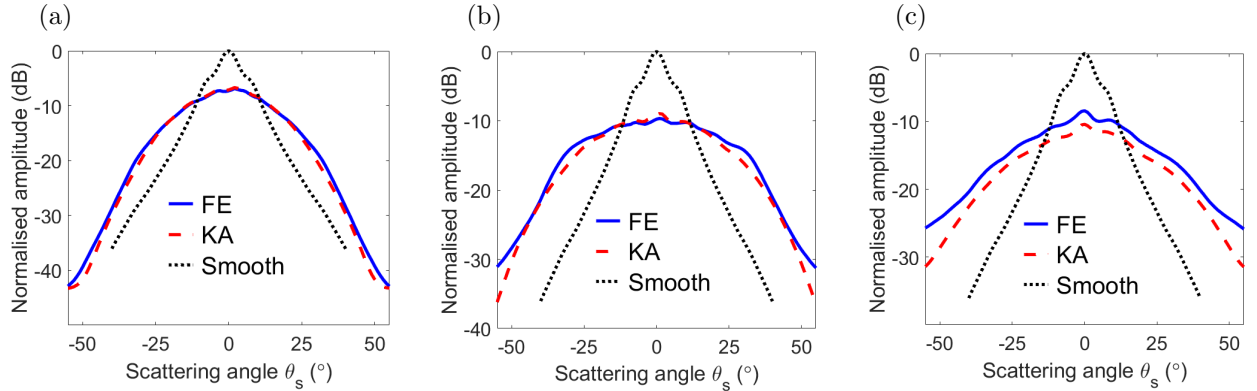 (a)
Normalised amplitude (dB)
0
-10
-20
-30
-40
FE
KA
Smooth
-50
-25
0
25
50
Scattering angle θs (°)
(b)
Normalised amplitude (dB)
0
-10
-20
-30
-40
FE
KA
Smooth
-50
-25
0
25
50
Scattering angle θs (°)
(c)
Normalised amplitude (dB)
0
-10
-20
-30
FE
KA
Smooth
-50
-25
0
25
50
Scattering angle θs (°)